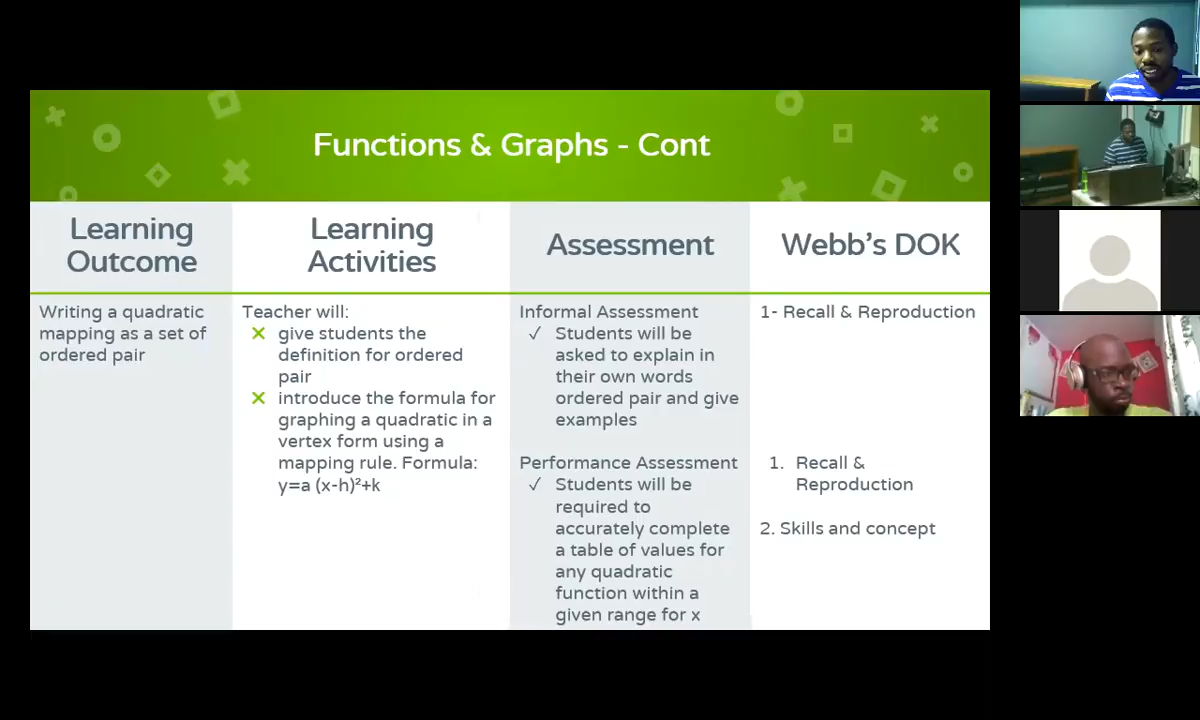 Functions & Graphs - Cont
Learning
Outcome
Learning
Activities
Assessment
Webb's DOK
Writing a quadratic
mapping as a set of
ordered pair
Teacher will:
give students the
definition for ordered
pair
introduce the formula for
graphing a quadratic in a
vertex form using a
mapping rule. Formula:
y=a (x-h)²+k
Informal Assessment
✓ Students will be
asked to explain in
their own words
ordered pair and give
examples
Performance Assessment
✓ Students will be
required to
accurately complete
a table of values for
any quadratic
function within a
given range for x
1- Recall & Reproduction
1. Recall &
Reproduction
2. Skills and concept